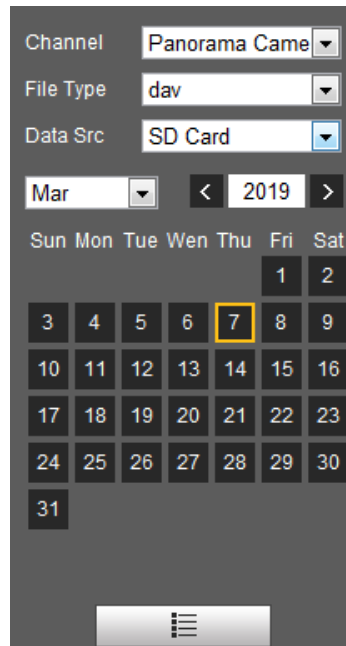 Channel Panorama Came
File Type dav
Data Src SD Card
Mar < 2019 >
Sun Mon Tue Wen Thu Fri Sat
1 2
3 4 5 6 7 8 9
10 11 12 13 14 15 16
17 18 19 20 21 22 23
24 25 26 27 28 29 30
31